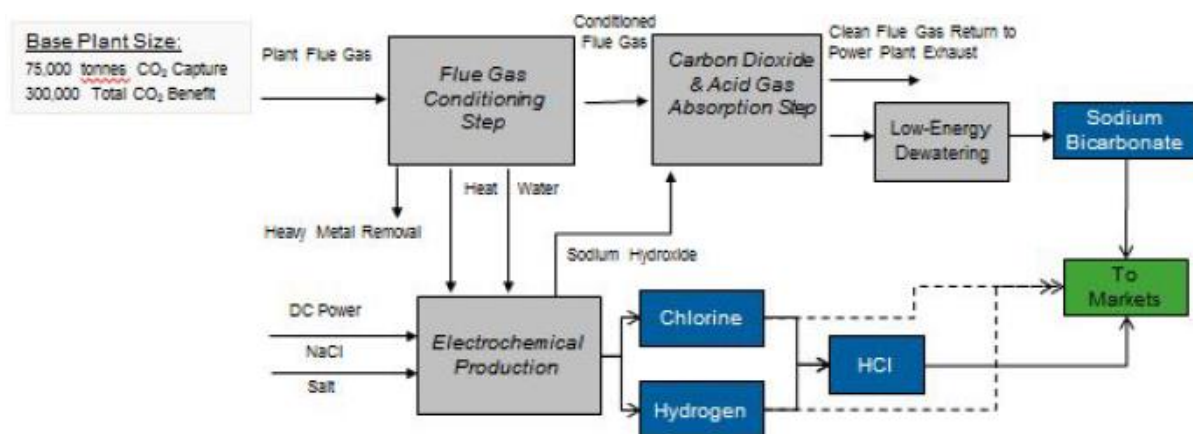 Base Plant Size:
75,000 tonnes CO₂ Capture
300,000 Total CO₂ Benefit
Plant Flue Gas
Flue Gas
Conditioning
Step
Conditioned
Flue Gas
Carbon Dioxide
& Acid Gas
Absorption Step
Clean Flue Gas Return to
Power Plant Exhaust
Low-Energy
Dewatering
Sodium
Bicarbonate
Heat
Water
Heavy Metal Removal
Sodium Hydroxide
DC Power
NaCl
Salt
Electrochemical
Production
Chlorine
Hydrogen
HCl
To
Markets